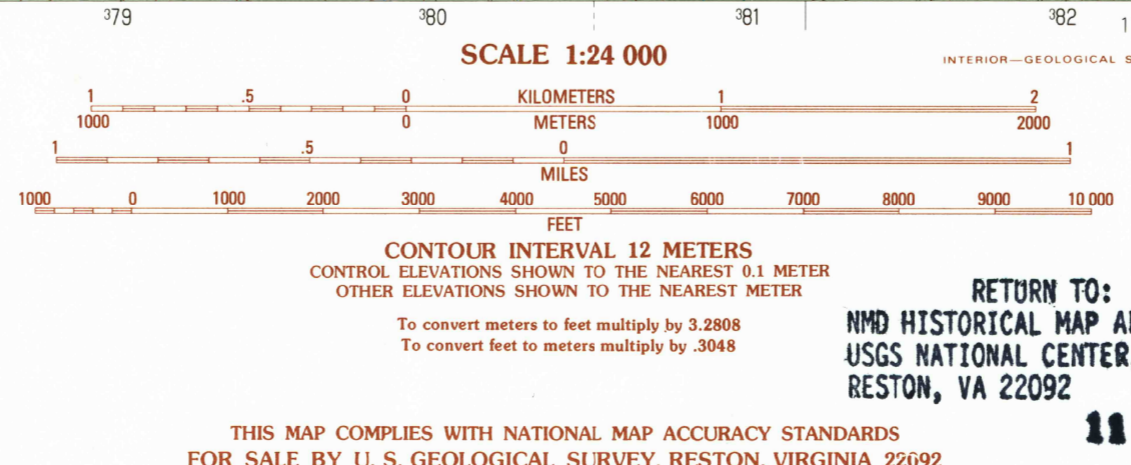 ³79 ³80 ³81 ³82 1
SCALE 1:24 000
INTERIOR—GEOLOGICAL S
1 .5 0 KILOMETERS 1 2
1000 0 METERS 1000 2000
1 .5 0 1
MILES
1000 0 1000 2000 3000 4000 5000 6000 7000 8000 9000 10 000
FEET
CONTOUR INTERVAL 12 METERS
CONTROL ELEVATIONS SHOWN TO THE NEAREST 0.1 METER
OTHER ELEVATIONS SHOWN TO THE NEAREST METER
To convert meters to feet multiply by 3.2808
To convert feet to meters multiply by .3048
RETURN TO:
NMD HISTORICAL MAP
USGS NATIONAL CENTER
RESTON, VA 22092
11
THIS MAP COMPLIES WITH NATIONAL MAP ACCURACY STANDARDS
FOR SALE BY U. S. GEOLOGICAL SURVEY, RESTON, VIRGINIA 22092